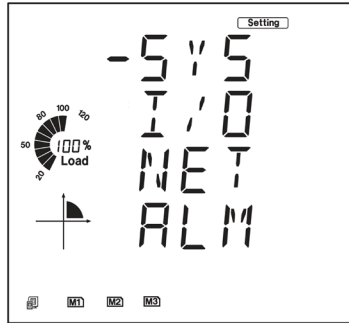 Setting
-SYS
I/O
NET
ALM
20 50 80 100 120
100%
Load
M1 M2 M3